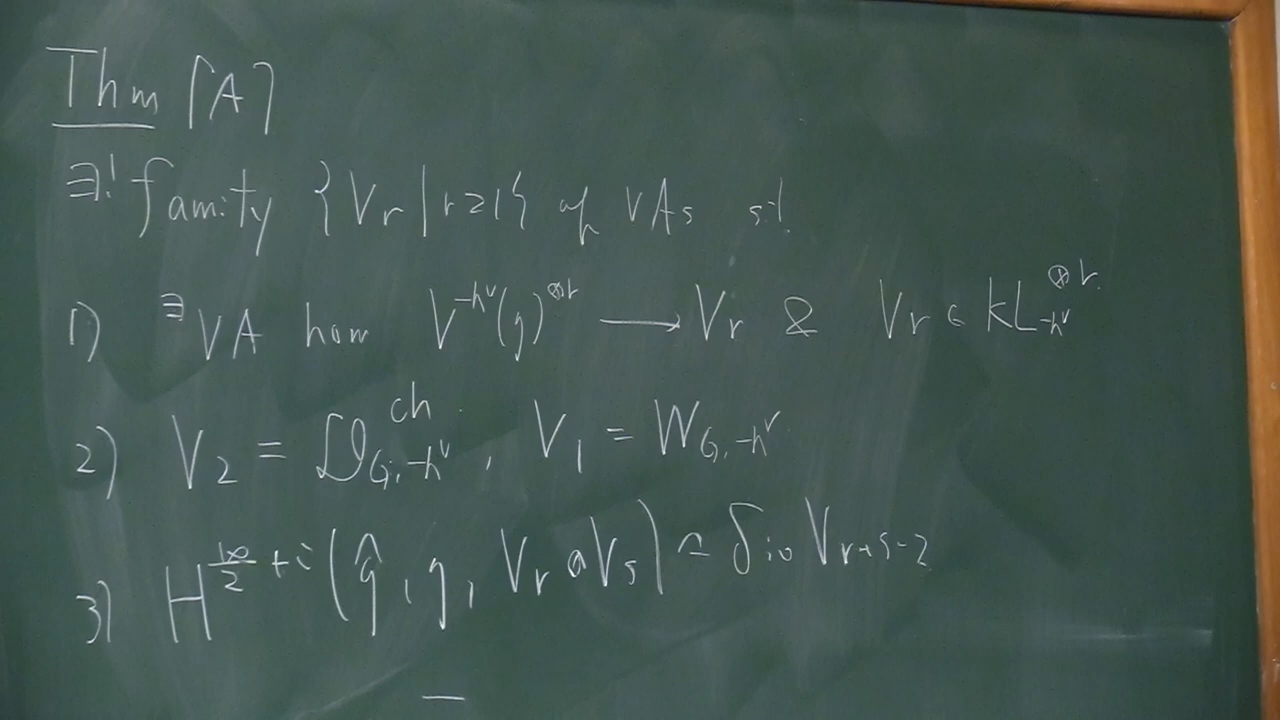 Thm [A]
∃! family {V_r | r≥1} of VAs s.t.
1) ∃ VA hom V^{-h^∨}(g)^{⊗r} ⟶ V_r & V_r ∈ KL_{-h^∨}^{⊗r}.
2) V_2 = D^{ch}_{G,-h^∨}, V_1 = W_{G,-h^∨}
3) H^{∞/2+i}(ĝ, g, V_r⊗V_s) ≅ δ_{i0} V_{r+s-2}